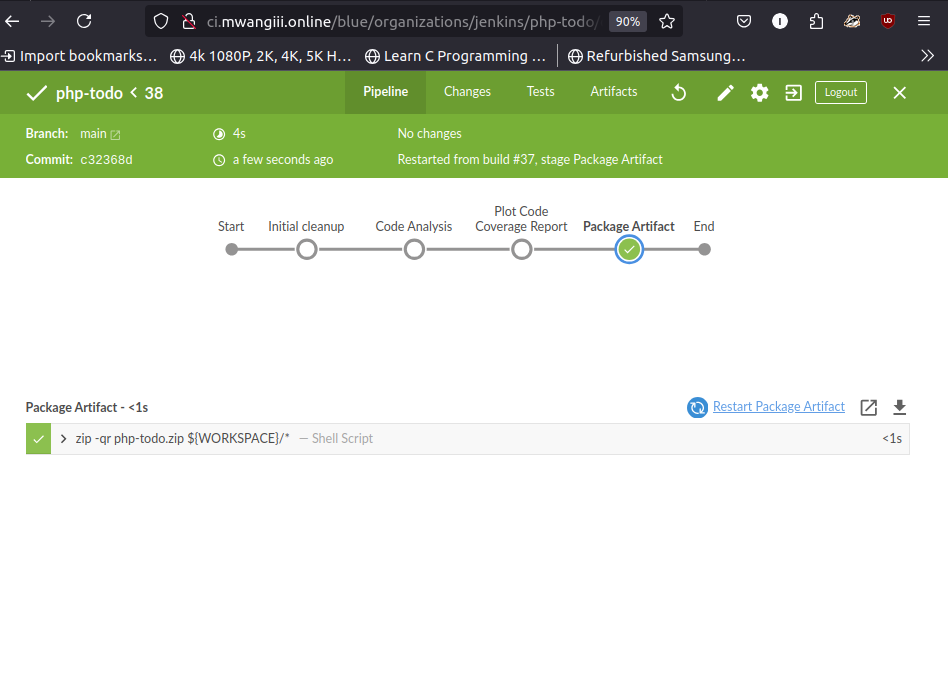 ci.mwangiii.online/blue/organizations/jenkins/php-todo/ 90%
Import bookmarks... 4k 1080P, 2K, 4K, 5K H... Learn C Programming ... Refurbished Samsung...
php-todo < 38 Pipeline Changes Tests Artifacts Logout
Branch: main 4s No changes
Commit: c32368d a few seconds ago Restarted from build #37, stage Package Artifact
Plot Code
Start Initial cleanup Code Analysis Coverage Report Package Artifact End
Package Artifact - <1s Restart Package Artifact
zip -qr php-todo.zip ${WORKSPACE}/* — Shell Script <1s